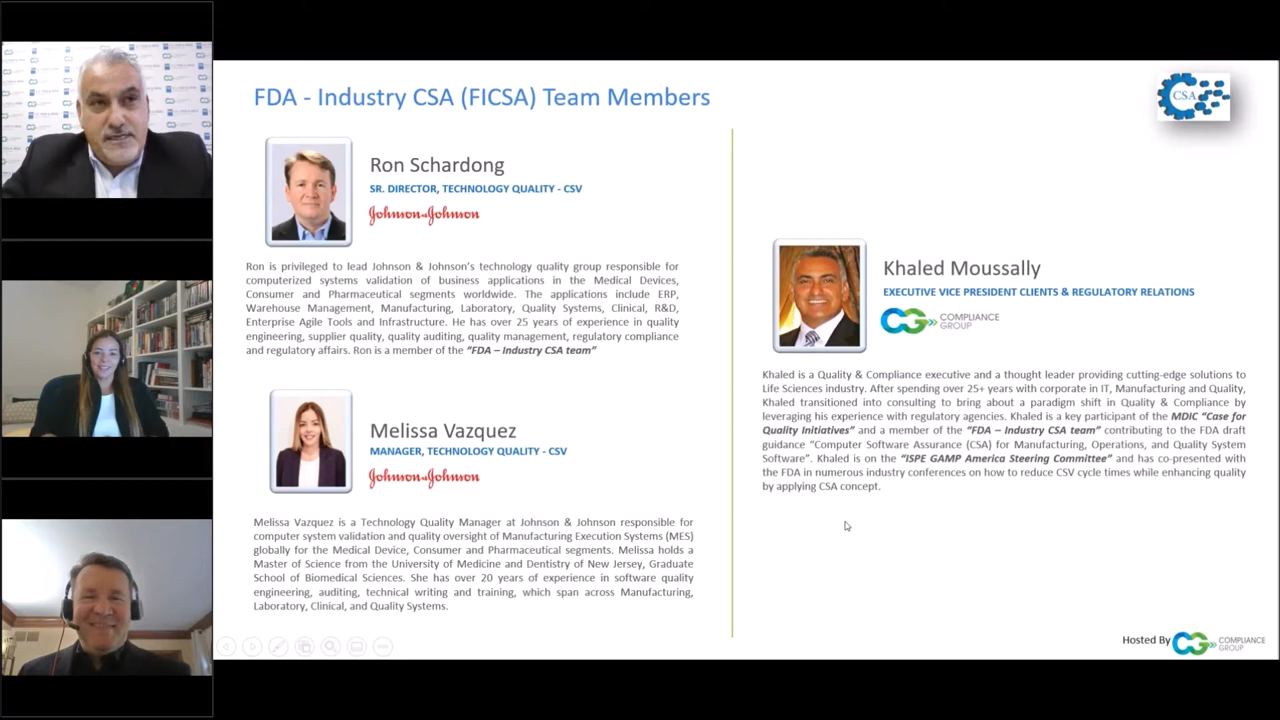 FDA - Industry CSA (FICSA) Team Members
CSA
Ron Schardong
SR. DIRECTOR, TECHNOLOGY QUALITY - CSV
Johnson&Johnson
Ron is privileged to lead Johnson & Johnson's technology quality group responsible for
computerized systems validation of business applications in the Medical Devices,
Consumer and Pharmaceutical segments worldwide. The applications include ERP,
Warehouse Management, Manufacturing, Laboratory, Quality Systems, Clinical, R&D,
Enterprise Agile Tools and Infrastructure. He has over 25 years of experience in quality
engineering, supplier quality, quality auditing, quality management, regulatory compliance
and regulatory affairs. Ron is a member of the "FDA – Industry CSA team"
Melissa Vazquez
MANAGER, TECHNOLOGY QUALITY - CSV
Johnson&Johnson
Melissa Vazquez is a Technology Quality Manager at Johnson & Johnson responsible for
computer system validation and quality oversight of Manufacturing Execution Systems (MES)
globally for the Medical Device, Consumer and Pharmaceutical segments. Melissa holds a
Master of Science from the University of Medicine and Dentistry of New Jersey, Graduate
School of Biomedical Sciences. She has over 20 years of experience in software quality
engineering, auditing, technical writing and training, which span across Manufacturing,
Laboratory, Clinical, and Quality Systems.
Khaled Moussally
EXECUTIVE VICE PRESIDENT CLIENTS & REGULATORY RELATIONS
CG COMPLIANCE
GROUP
Khaled is a Quality & Compliance executive and a thought leader providing cutting-edge solutions to
Life Sciences industry. After spending over 25+ years with corporate in IT, Manufacturing and Quality,
Khaled transitioned into consulting to bring about a paradigm shift in Quality & Compliance by
leveraging his experience with regulatory agencies. Khaled is a key participant of the MDIC "Case for
Quality Initiatives" and a member of the "FDA – Industry CSA team" contributing to the FDA draft
guidance "Computer Software Assurance (CSA) for Manufacturing, Operations, and Quality System
Software". Khaled is on the "ISPE GAMP America Steering Committee" and has co-presented with
the FDA in numerous industry conferences on how to reduce CSV cycle times while enhancing quality
by applying CSA concept.
Hosted By CG COMPLIANCE
GROUP